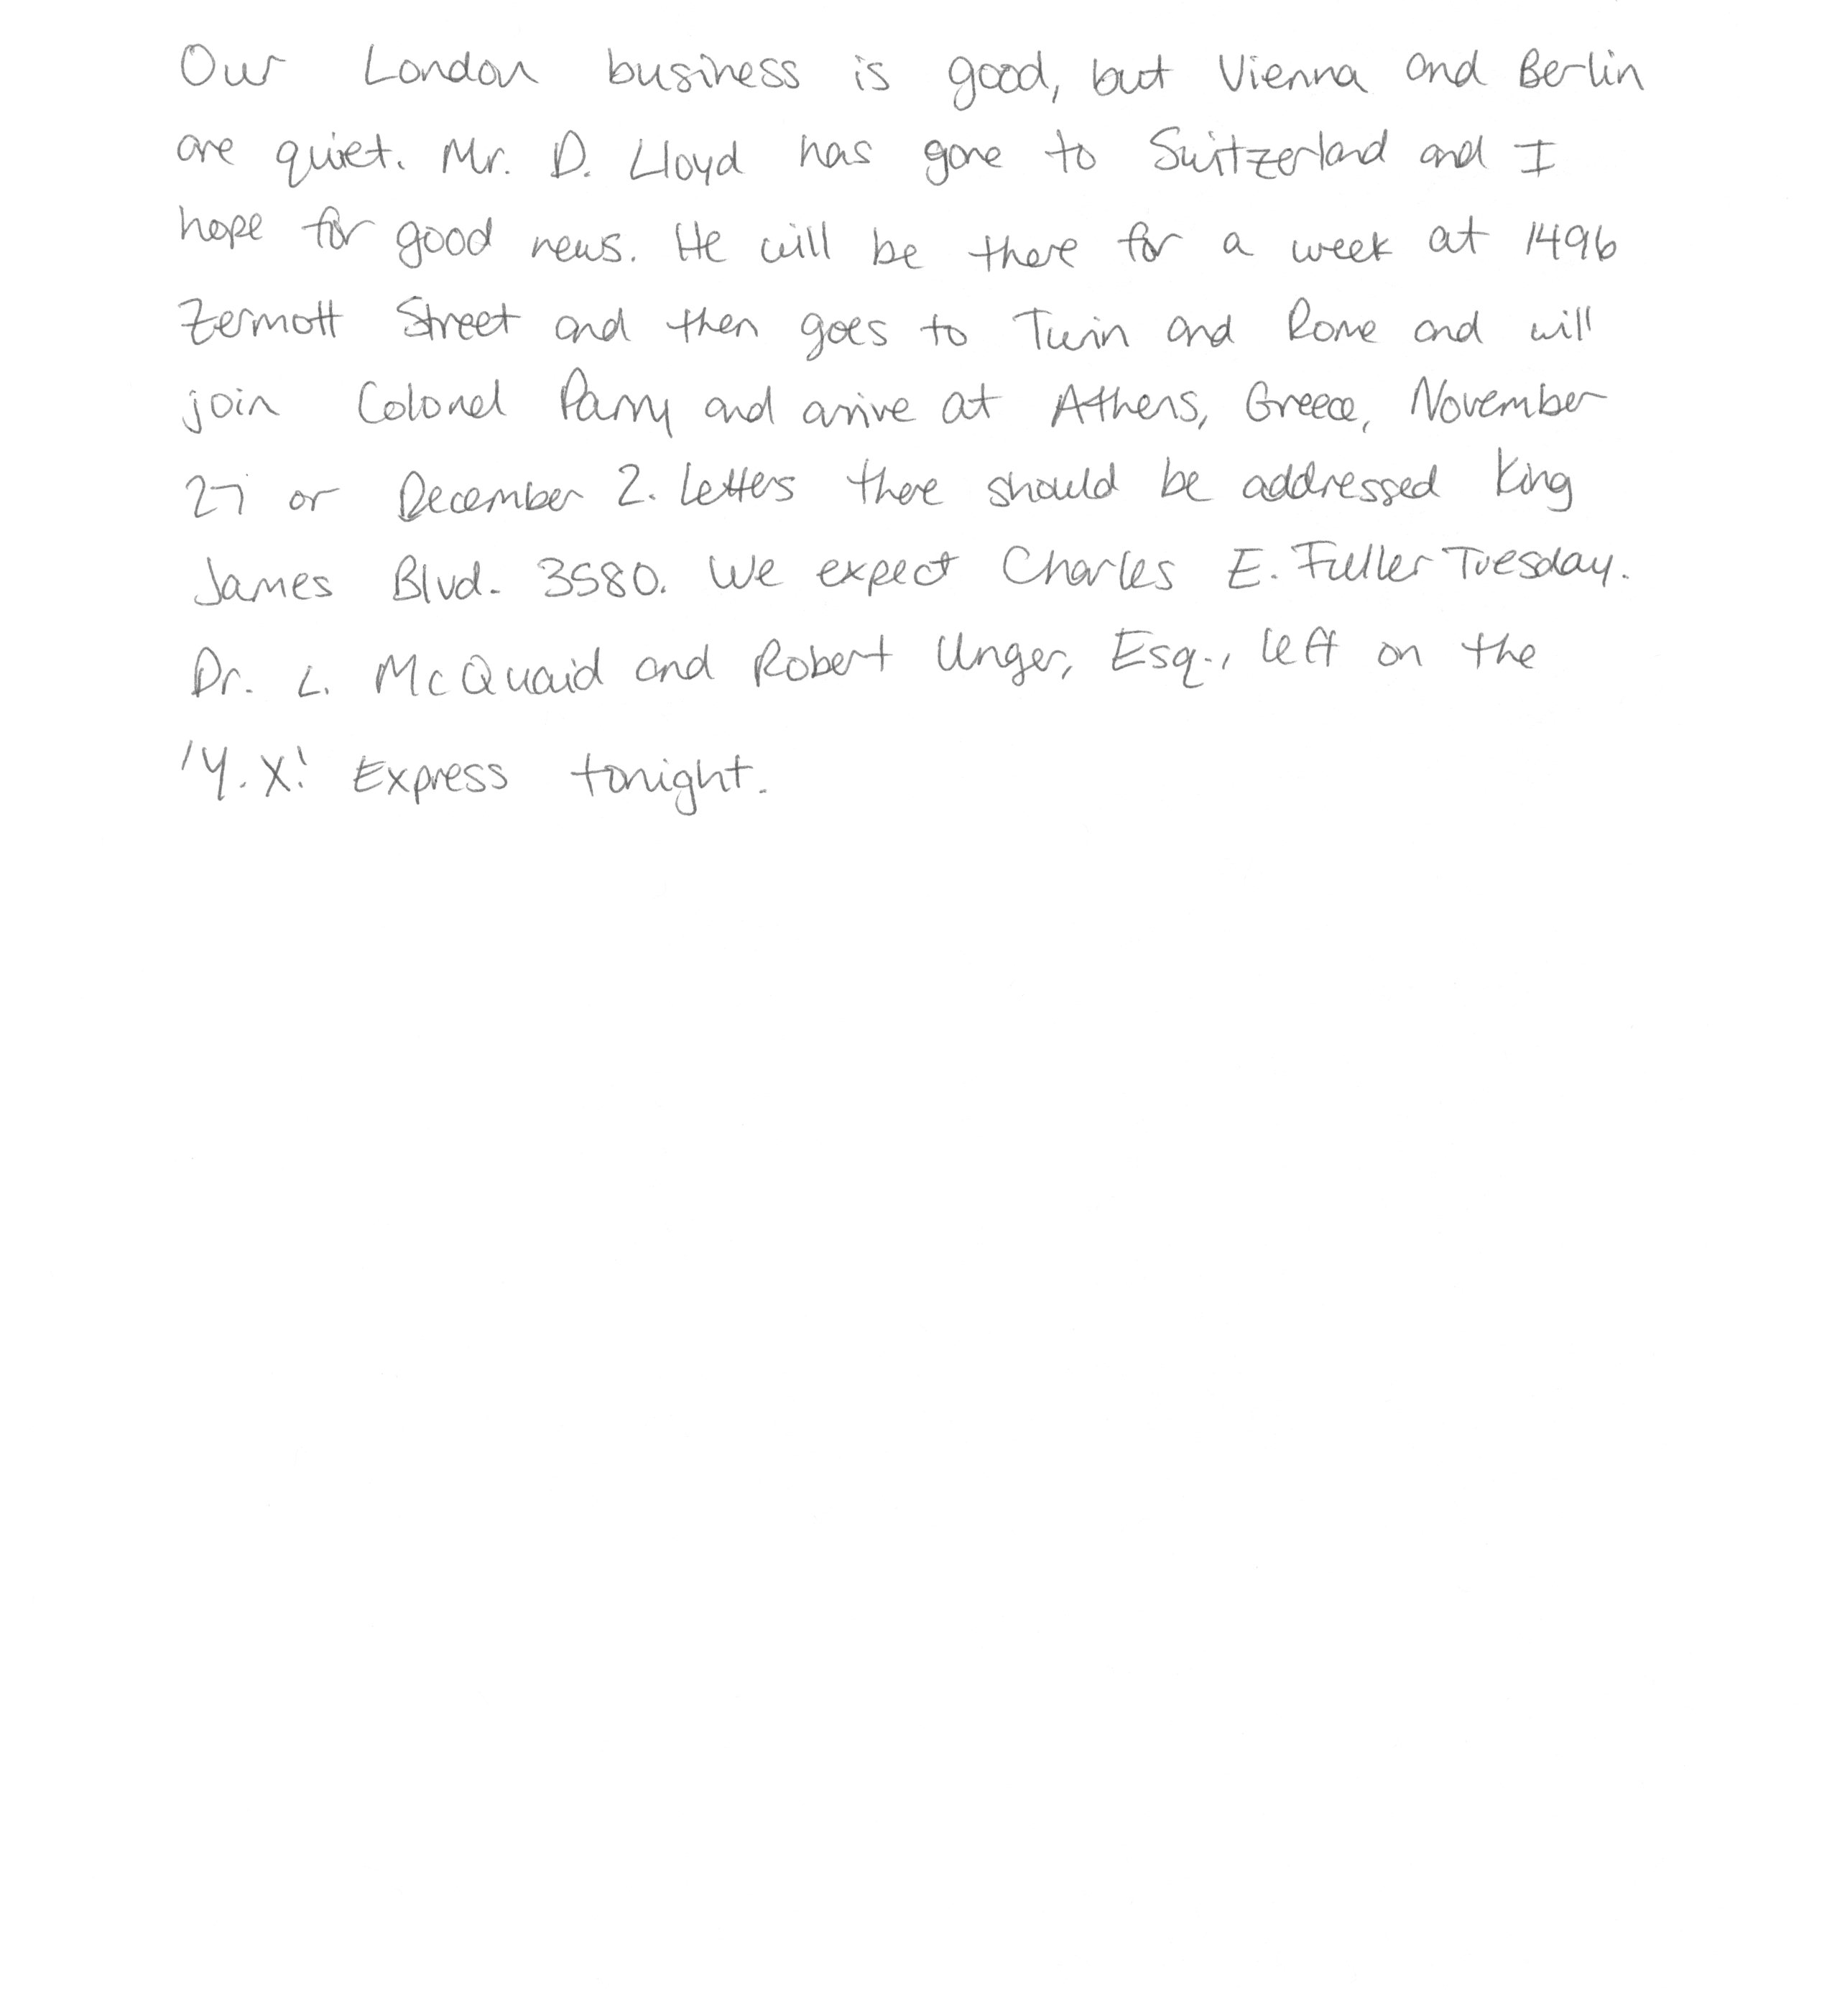 Our London business is good, but Vienna and Berlin
are quiet. Mr. D. Lloyd has gone to Switzerland and I
hope for good news. He will be there for a week at 1496
Zermott Street and then goes to Turin and Rome and will
join Colonel Parry and arrive at Athens, Greece, November
27 or December 2. Letters there should be addressed King
James Blvd. 3580. We expect Charles E. Fuller Tuesday.
Dr. L. McQuaid and Robert Unger, Esq., left on the
'Y.X.' Express tonight.